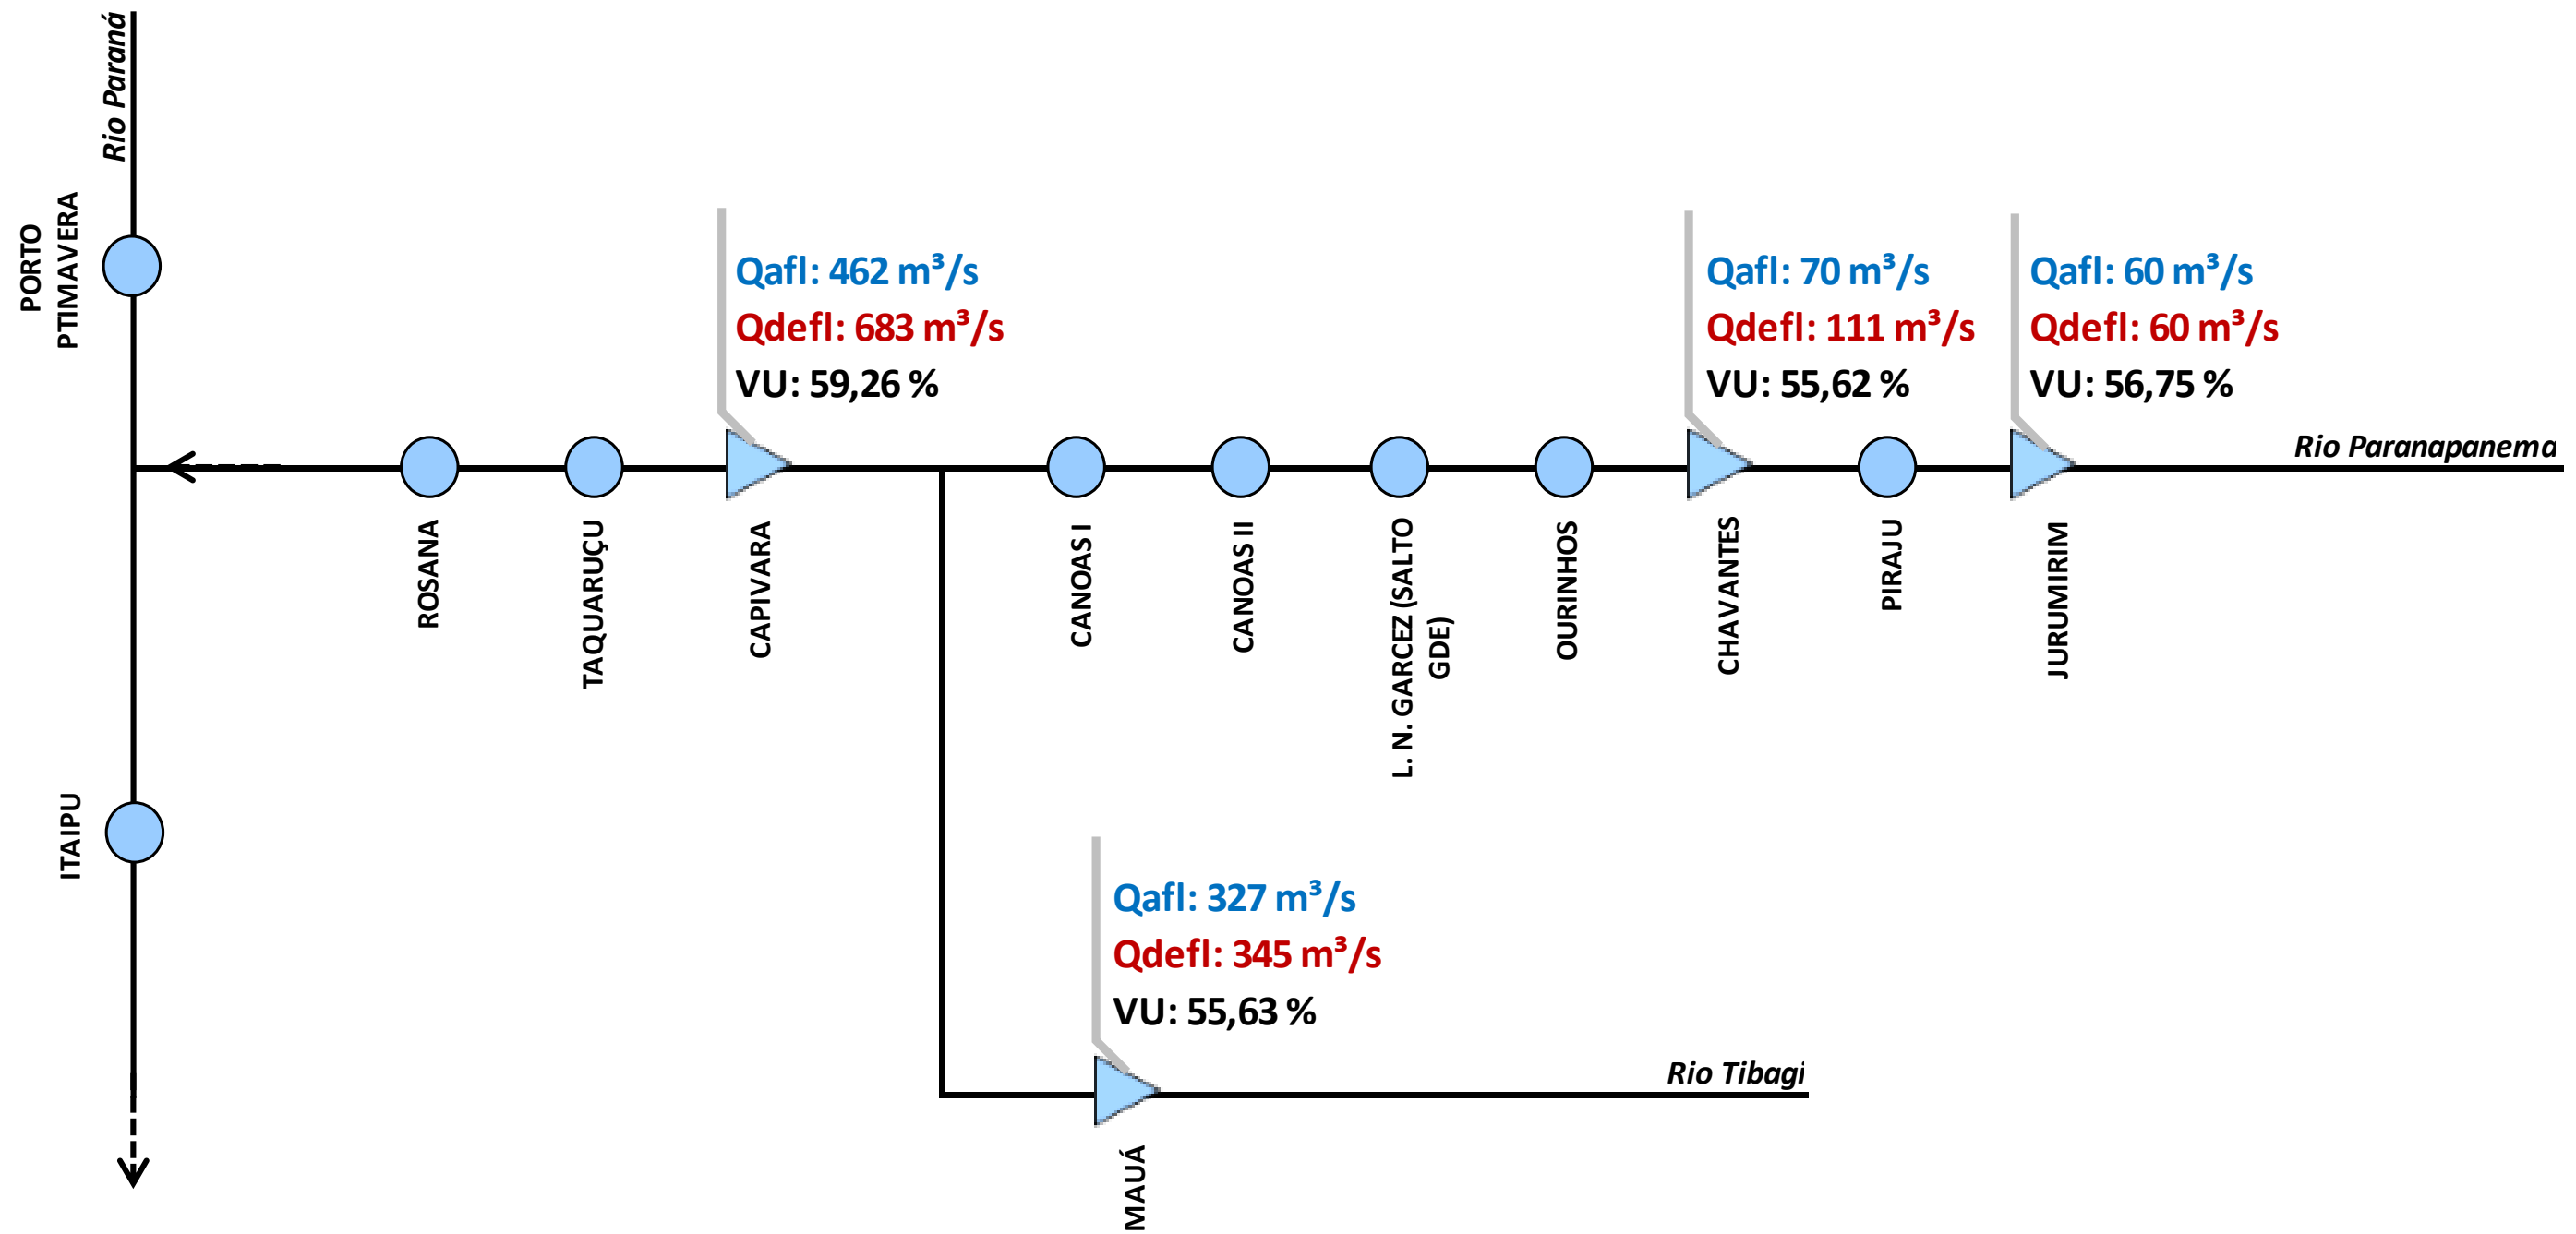 Rio Paraná
PORTO
PTIMAVERA
Qafl: 462 m³/s
Qdefl: 683 m³/s
VU: 59,26 %
Qafl: 70 m³/s
Qdefl: 111 m³/s
VU: 55,62 %
Qafl: 60 m³/s
Qdefl: 60 m³/s
VU: 56,75 %
Rio Paranapanema
ROSANA
TAQUARUÇU
CAPIVARA
CANOAS I
CANOAS II
L. N. GARCEZ (SALTO
GDE)
OURINHOS
CHAVANTES
PIRAJU
JURUMIRIM
ITAIPU
Qafl: 327 m³/s
Qdefl: 345 m³/s
VU: 55,63 %
Rio Tibagi
MAUÁ